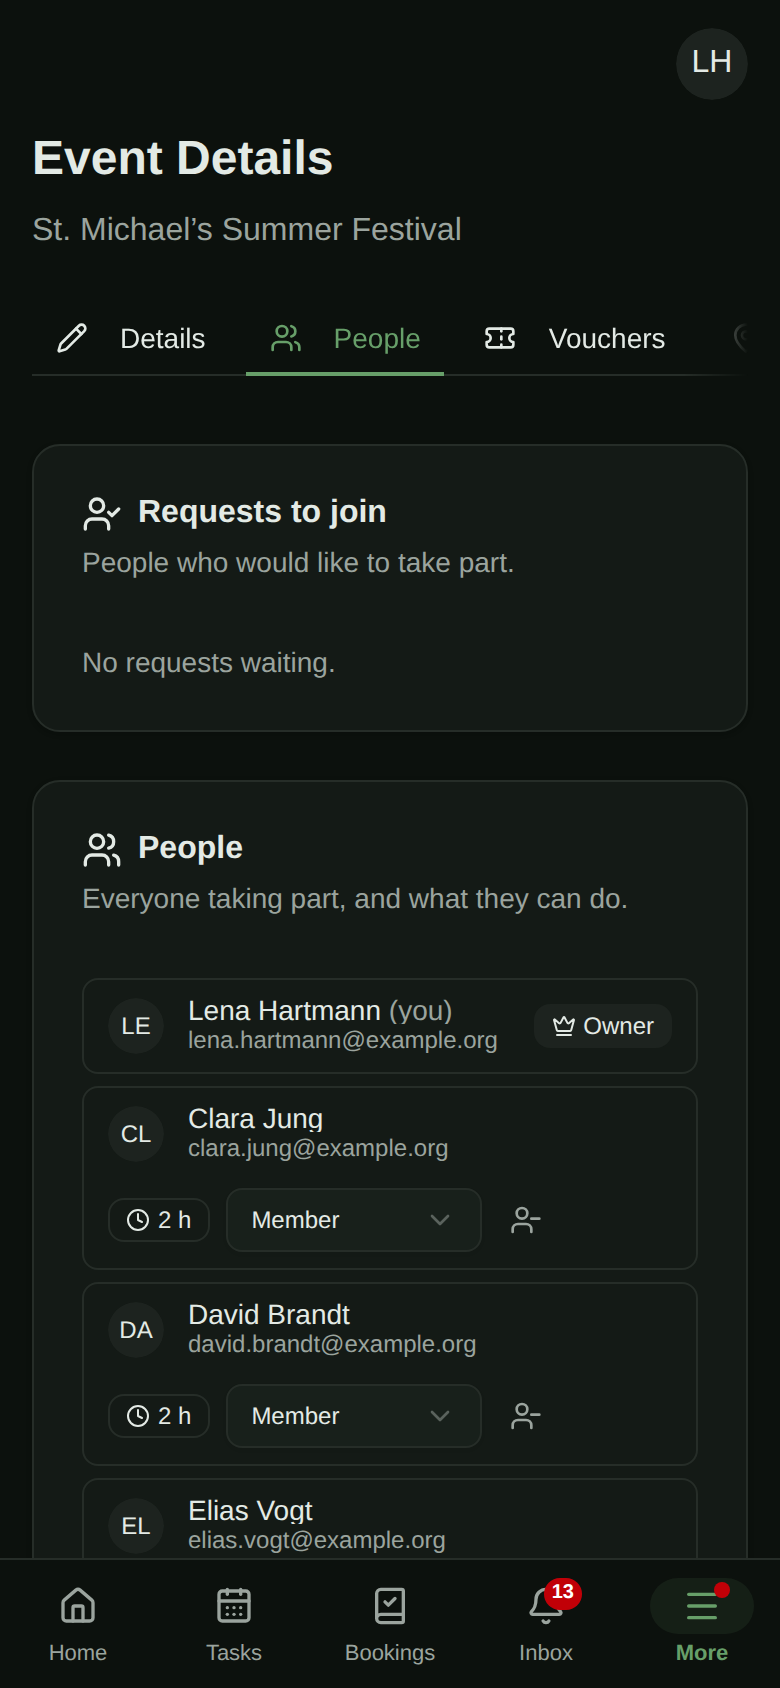 LH
Event Details
St. Michael’s Summer Festival
Details People Vouchers
Requests to join
People who would like to take part.
No requests waiting.
People
Everyone taking part, and what they can do.
LE Lena Hartmann (you)
lena.hartmann@example.org
Owner
CL Clara Jung
clara.jung@example.org
2 h Member
DA David Brandt
david.brandt@example.org
2 h Member
EL Elias Vogt
elias.vogt@example.org
13
Home Tasks Bookings Inbox More